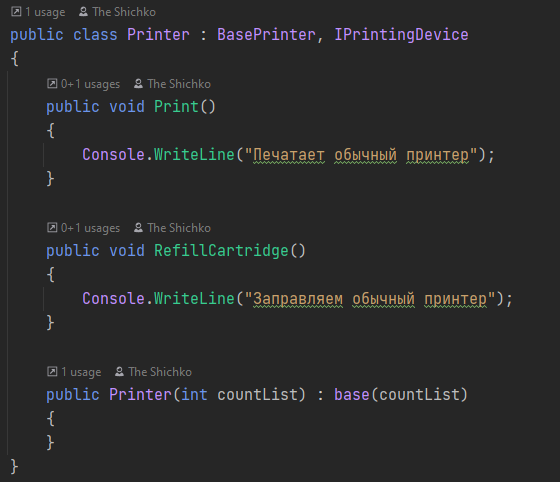 1 usage The Shichko
public class Printer : BasePrinter, IPrintingDevice
{
0+1 usages The Shichko
public void Print()
{
Console.WriteLine("Печатает обычный принтер");
}
0+1 usages The Shichko
public void RefillCartridge()
{
Console.WriteLine("Заправляем обычный принтер");
}
1 usage The Shichko
public Printer(int countList) : base(countList)
{
}
}